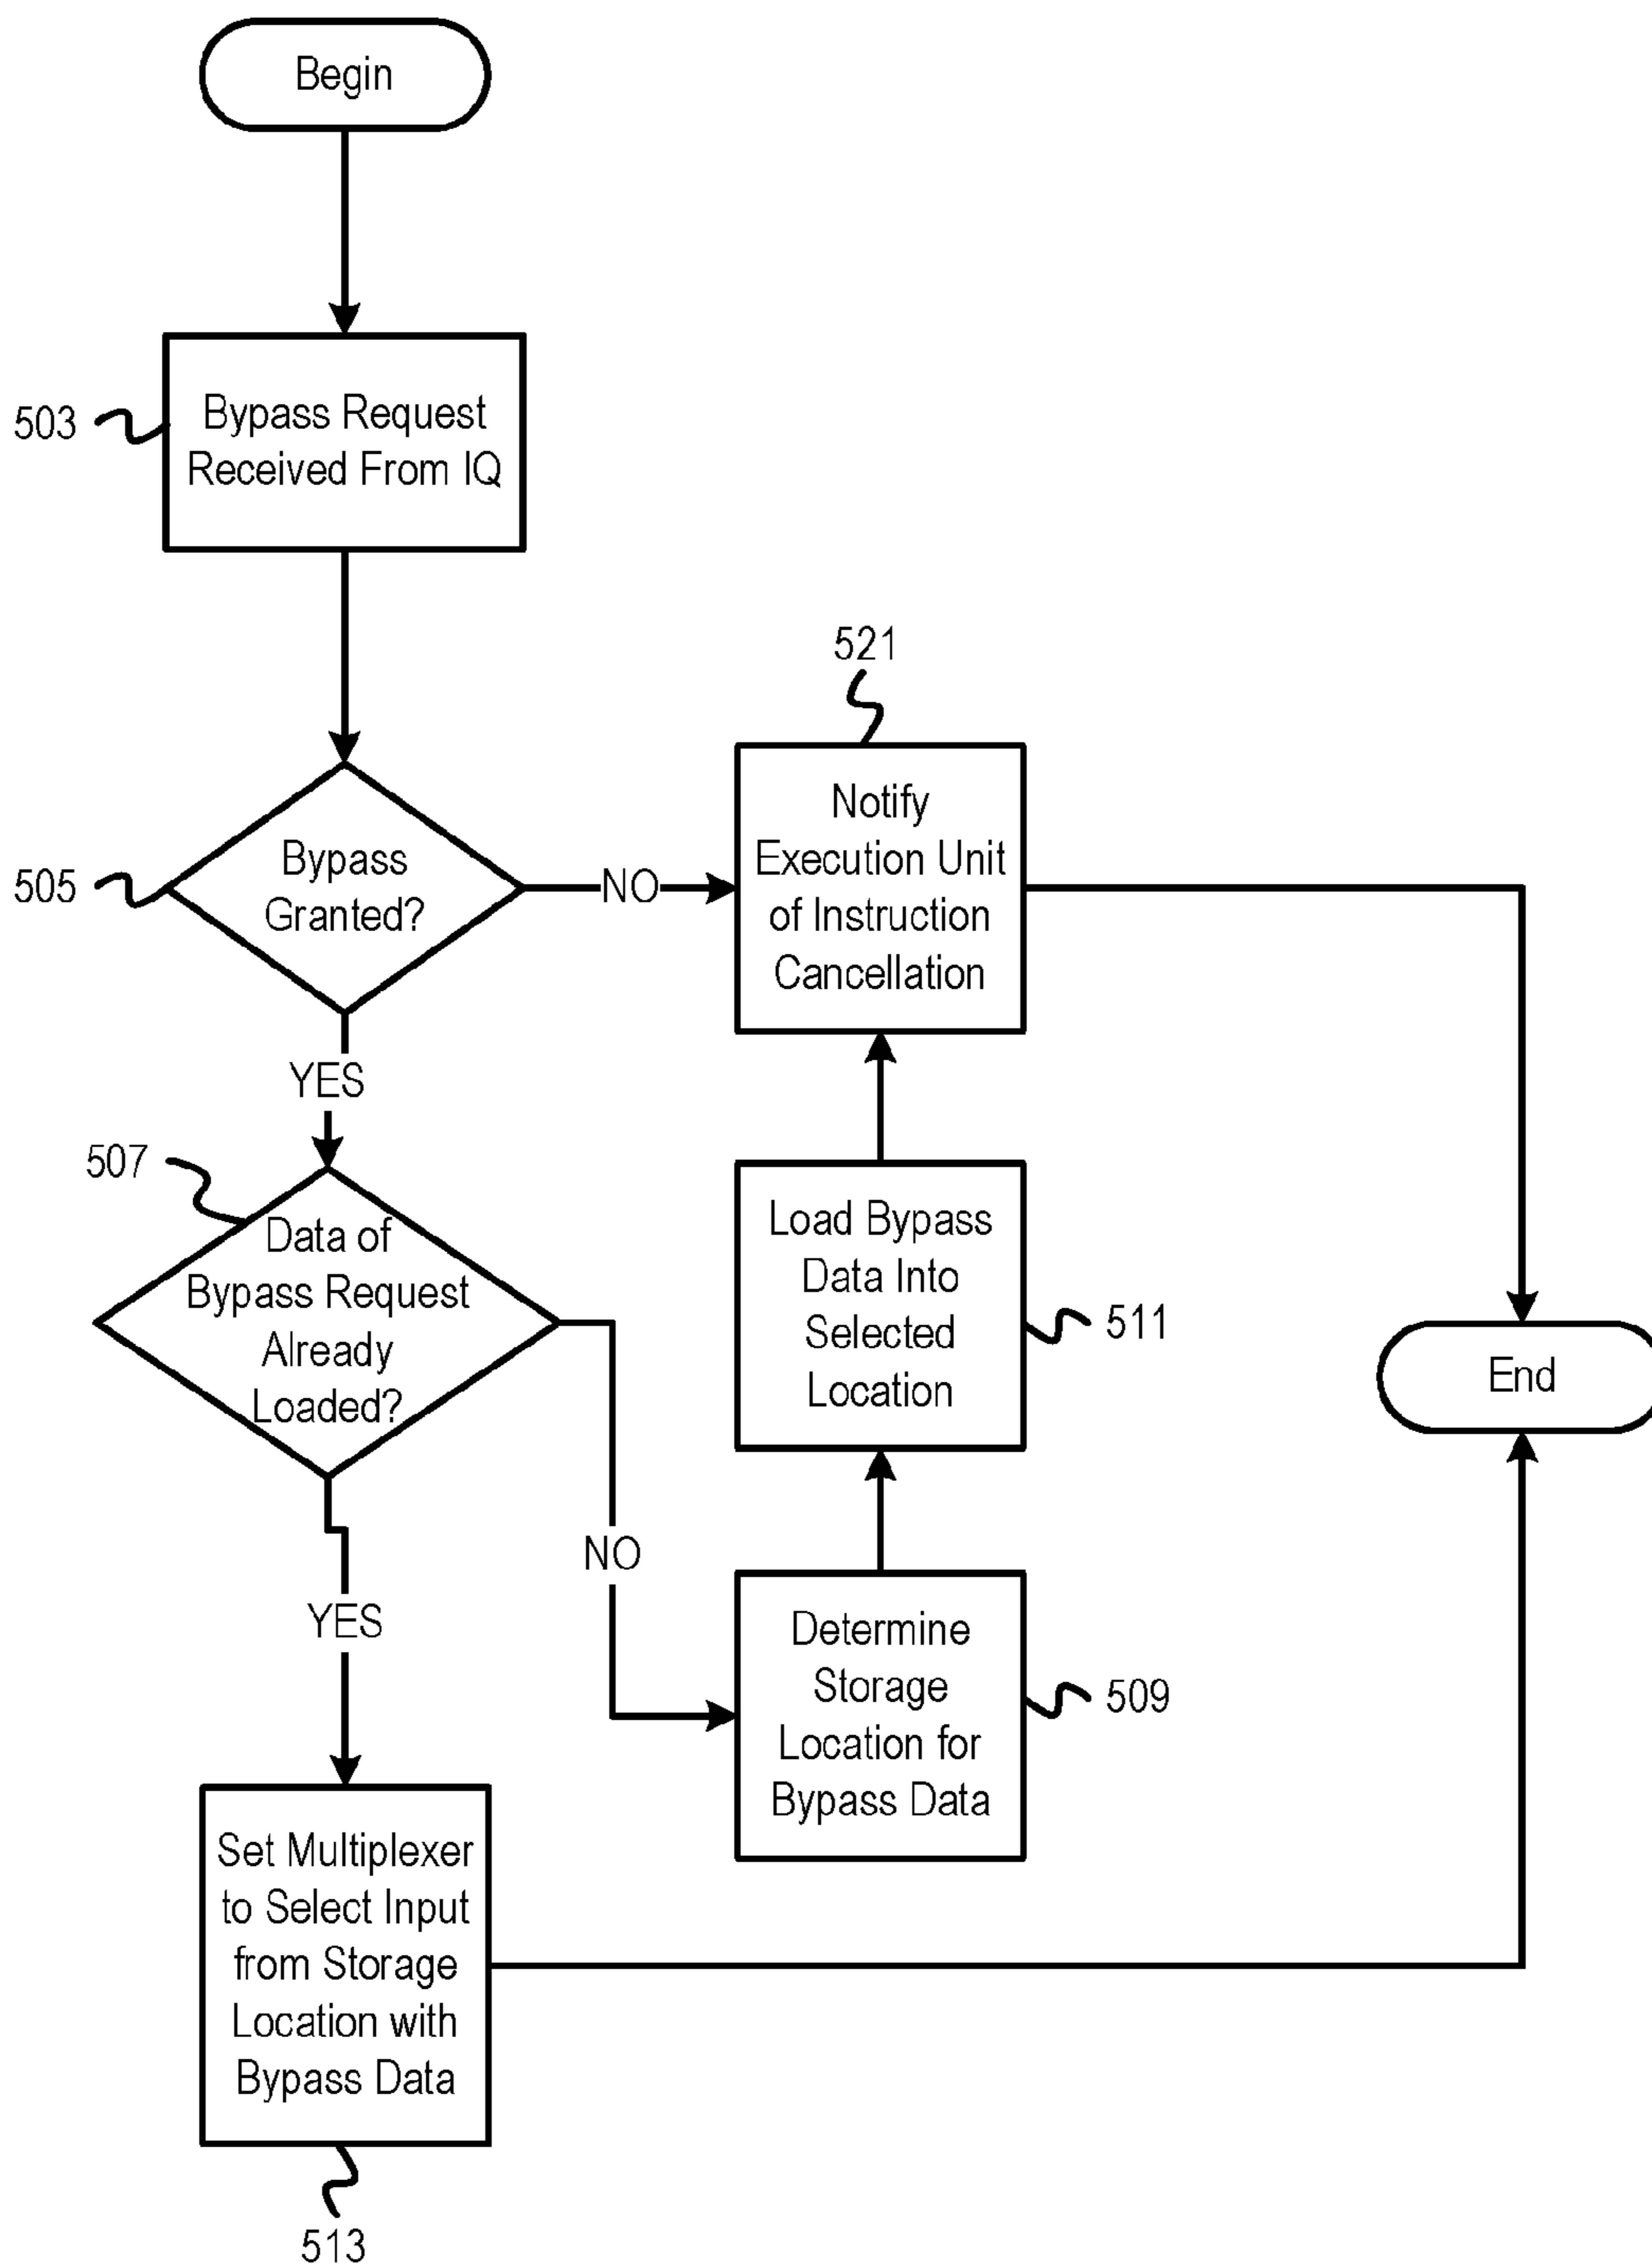 Begin
503
Bypass Request
Received From IQ
505
Bypass
Granted?
NO
521
Notify
Execution Unit
of Instruction
Cancellation
YES
507
Data of
Bypass Request
Already
Loaded?
Load Bypass
Data Into
Selected
Location
511
End
NO
YES
Determine
Storage
Location for
Bypass Data
509
Set Multiplexer
to Select Input
from Storage
Location with
Bypass Data
513